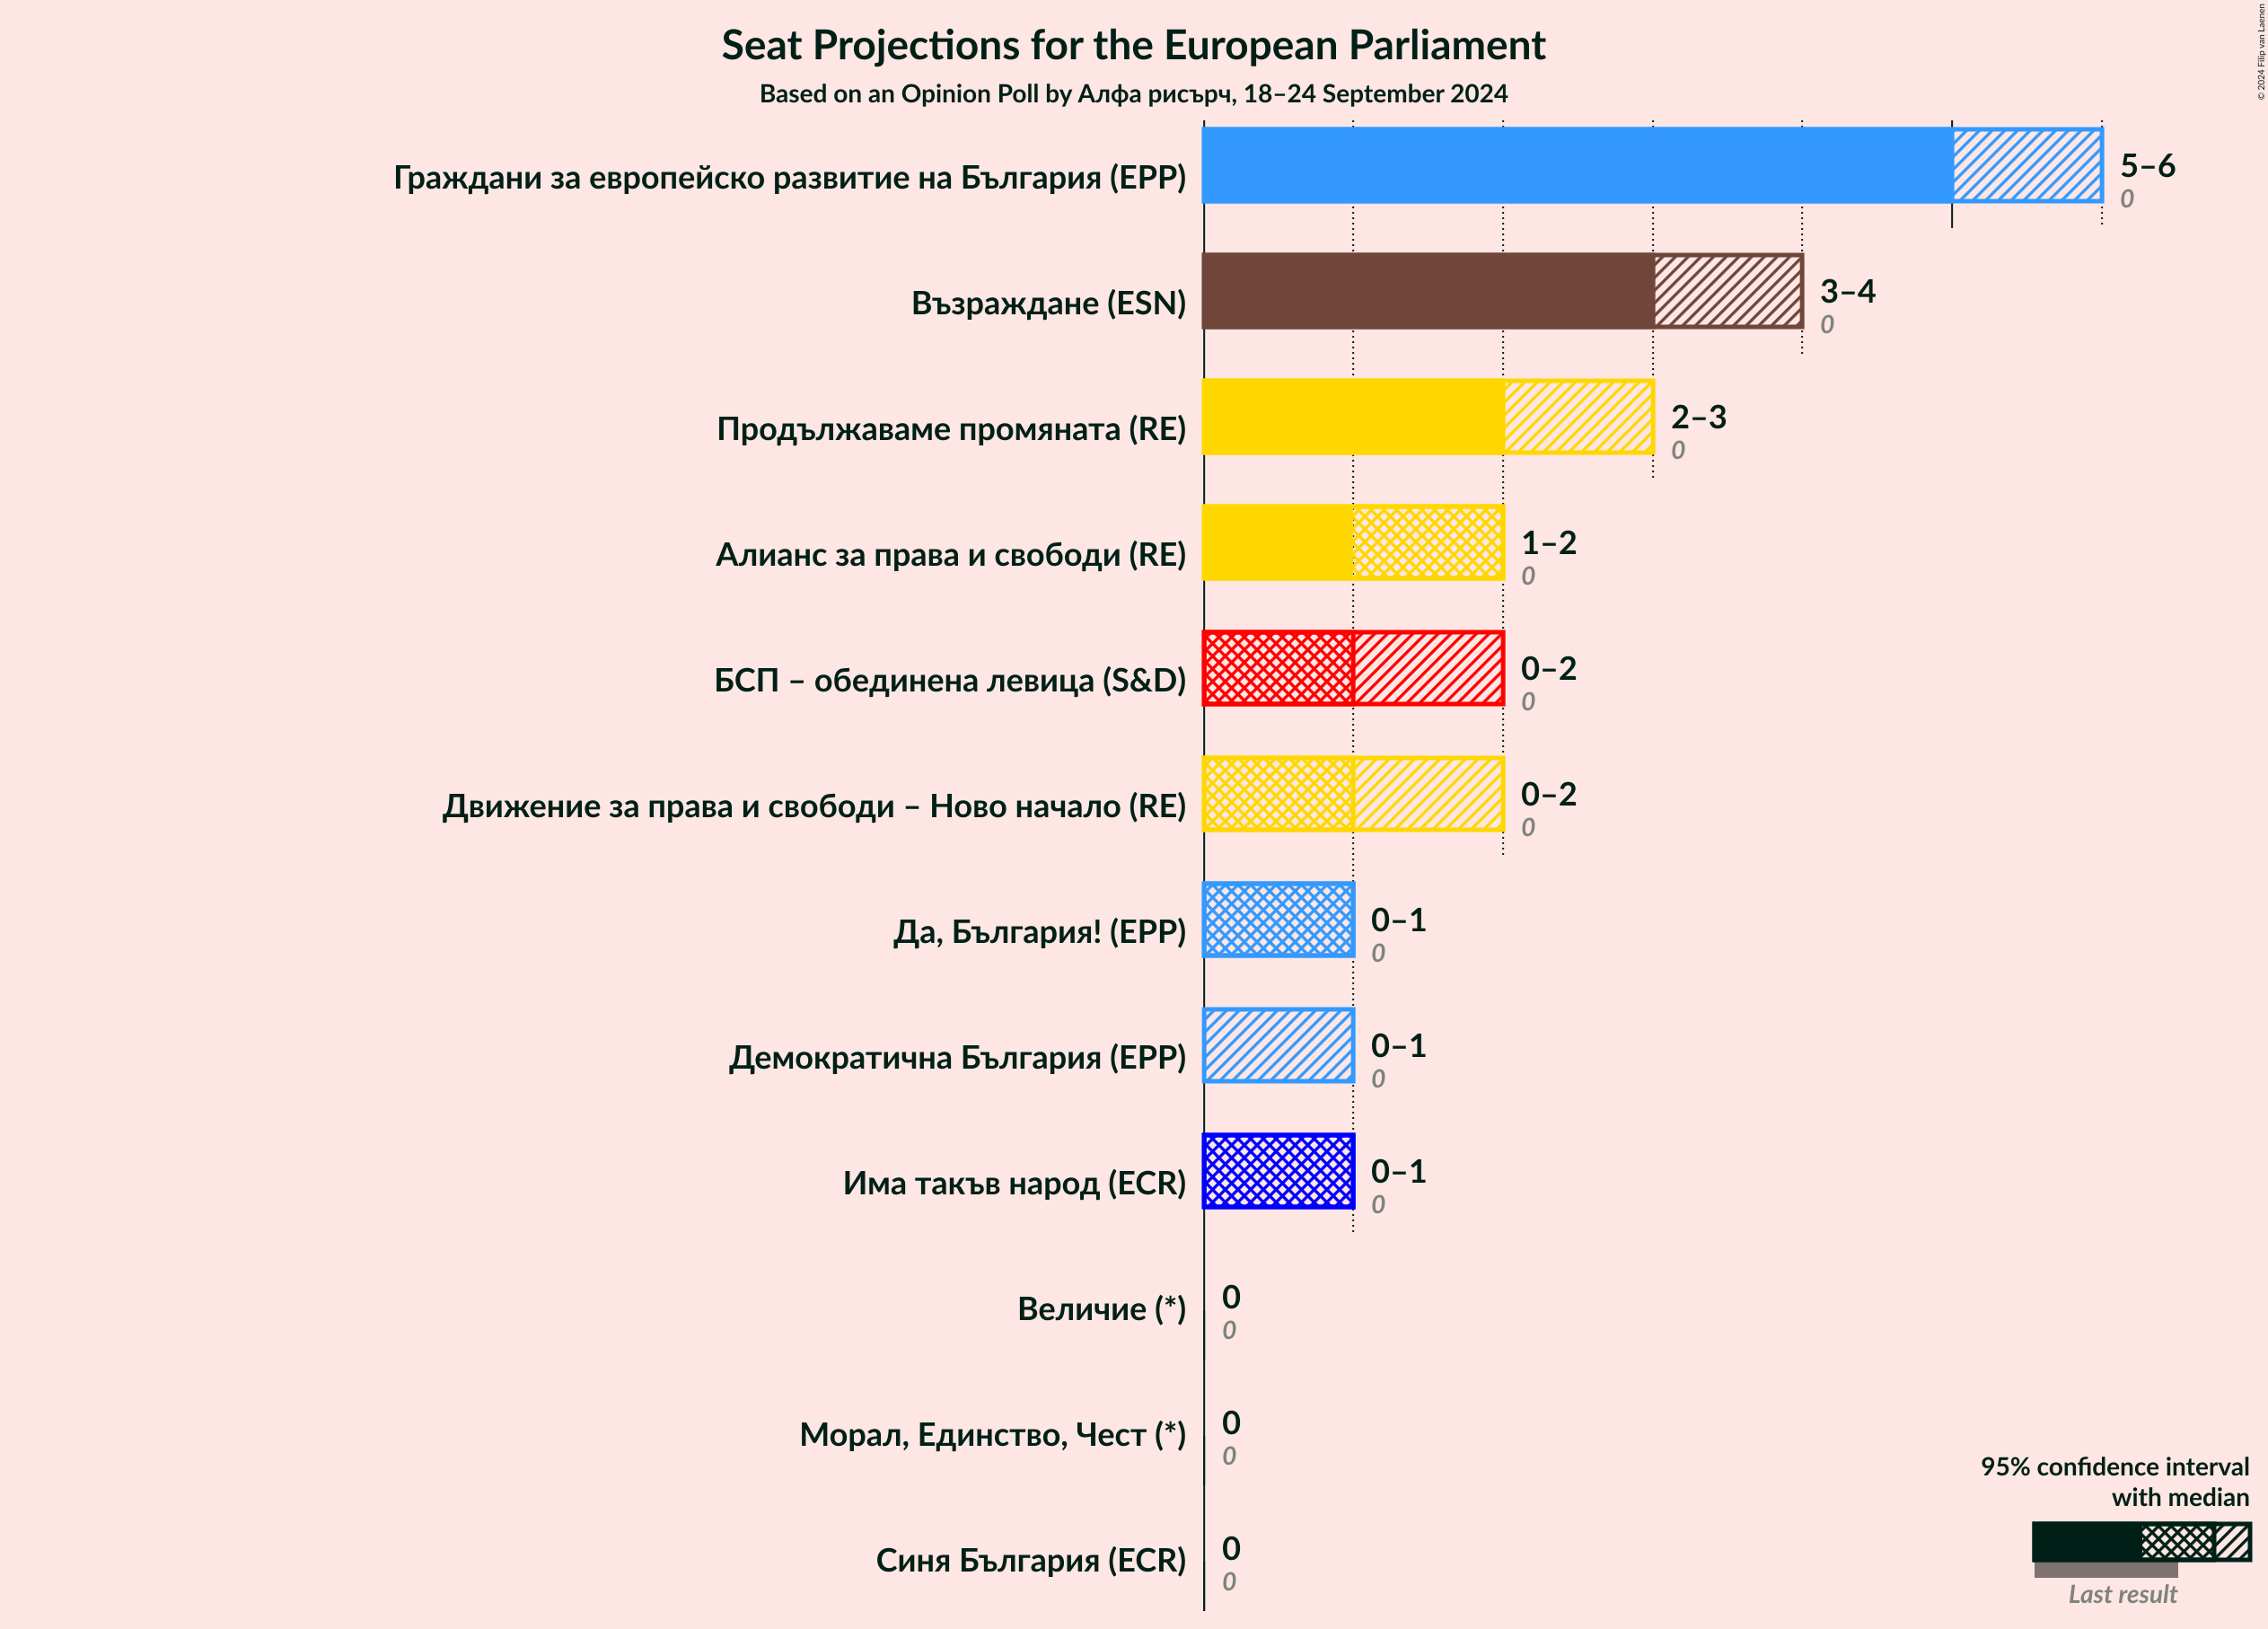 Seat Projections for the European Parliament
Based on an Opinion Poll by Алфа рисърч, 18–24 September 2024
© 2024 Filip van Laenen
Граждани за европейско развитие на България (EPP)
5–6
0
Възраждане (ESN)
3–4
0
Продължаваме промяната (RE)
2–3
0
Алианс за права и свободи (RE)
1–2
0
БСП – обединена левица (S&D)
0–2
0
Движение за права и свободи – Ново начало (RE)
0–2
0
Да, България! (EPP)
0–1
0
Демократична България (EPP)
0–1
0
Има такъв народ (ECR)
0–1
0
Величие (*)
0
0
Морал, Единство, Чест (*)
0
0
Синя България (ECR)
0
0
95% confidence interval
with median
Last result